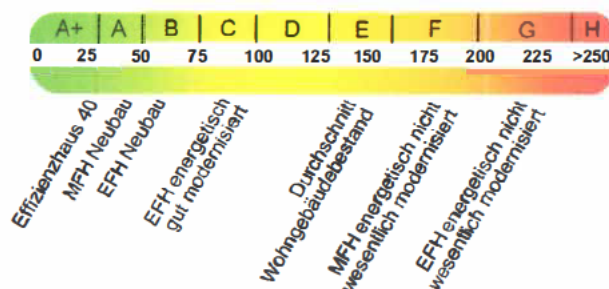 A+ A B C D E F G H
0 25 50 75 100 125 150 175 200 225 >250
Effizienzhaus 40
MFH Neubau
EFH Neubau
EFH energetisch
gut modernisiert
Durchschnitt
Wohngebäudebestand
MFH energetisch nicht
wesentlich modernisiert
EFH energetisch nicht
wesentlich modernisiert